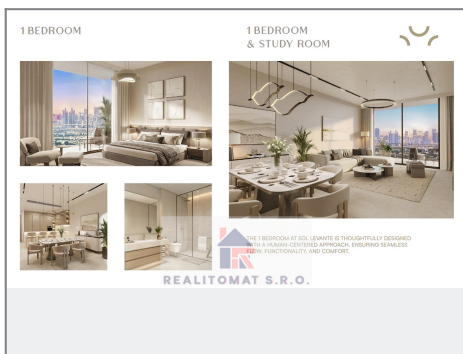 1 BEDROOM
1 BEDROOM
& STUDY ROOM
THE 1 BEDROOM AT SOL LEVANTE IS THOUGHTFULLY DESIGNED
WITH A HUMAN-CENTERED APPROACH, ENSURING SEAMLESS
FLOW, FUNCTIONALITY, AND COMFORT.
REALITOMAT S.R.O.